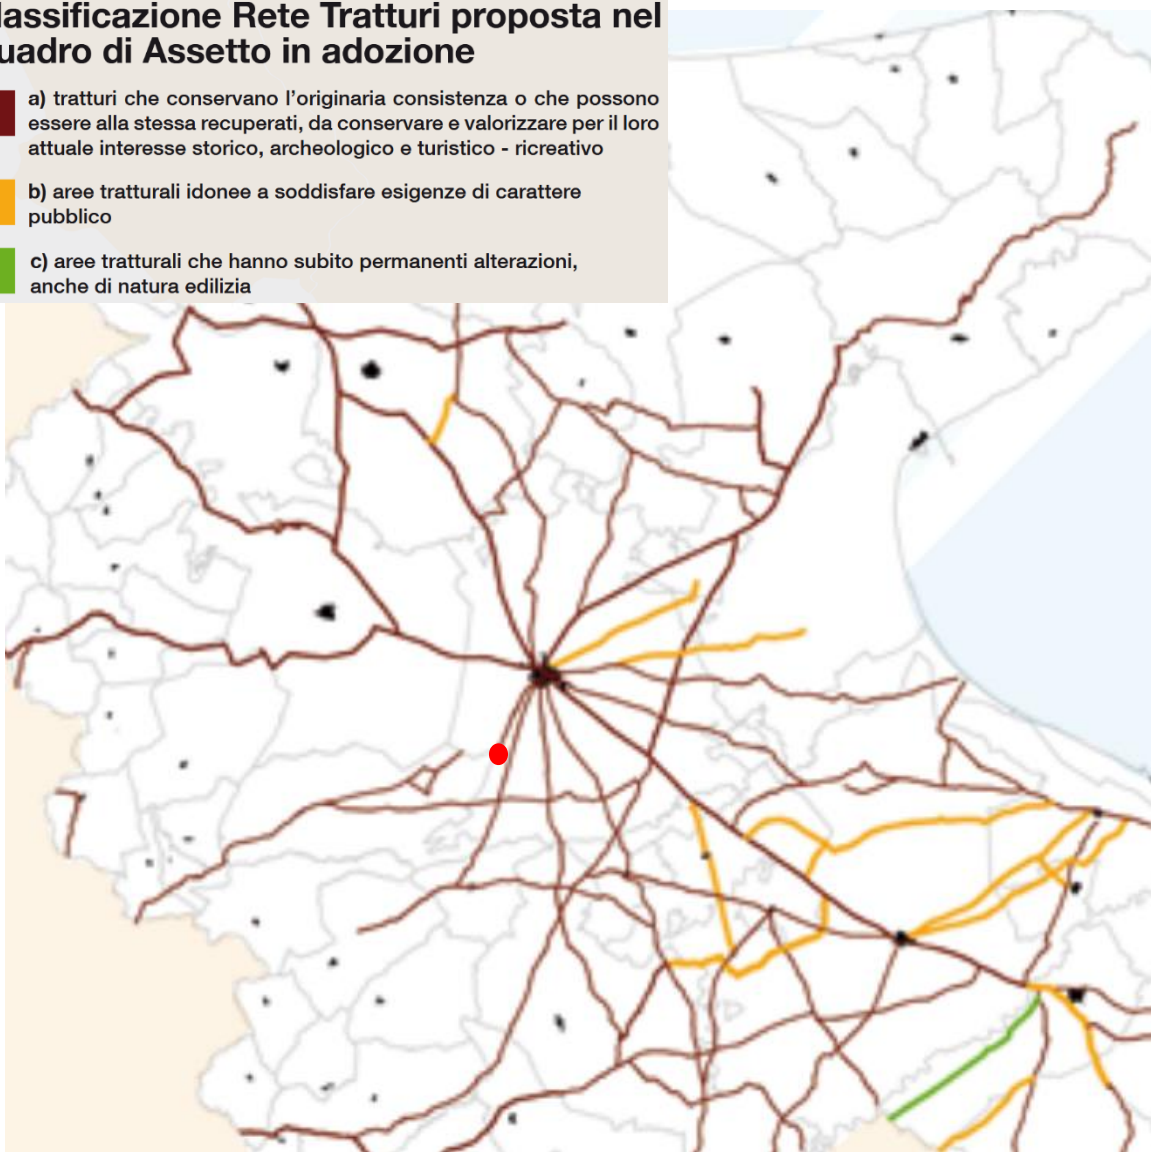 lassificazione Rete Tratturi proposta nel
uadro di Assetto in adozione
a) tratturi che conservano l’originaria consistenza o che possono
essere alla stessa recuperati, da conservare e valorizzare per il loro
attuale interesse storico, archeologico e turistico - ricreativo
b) aree tratturali idonee a soddisfare esigenze di carattere
pubblico
c) aree tratturali che hanno subito permanenti alterazioni,
anche di natura edilizia